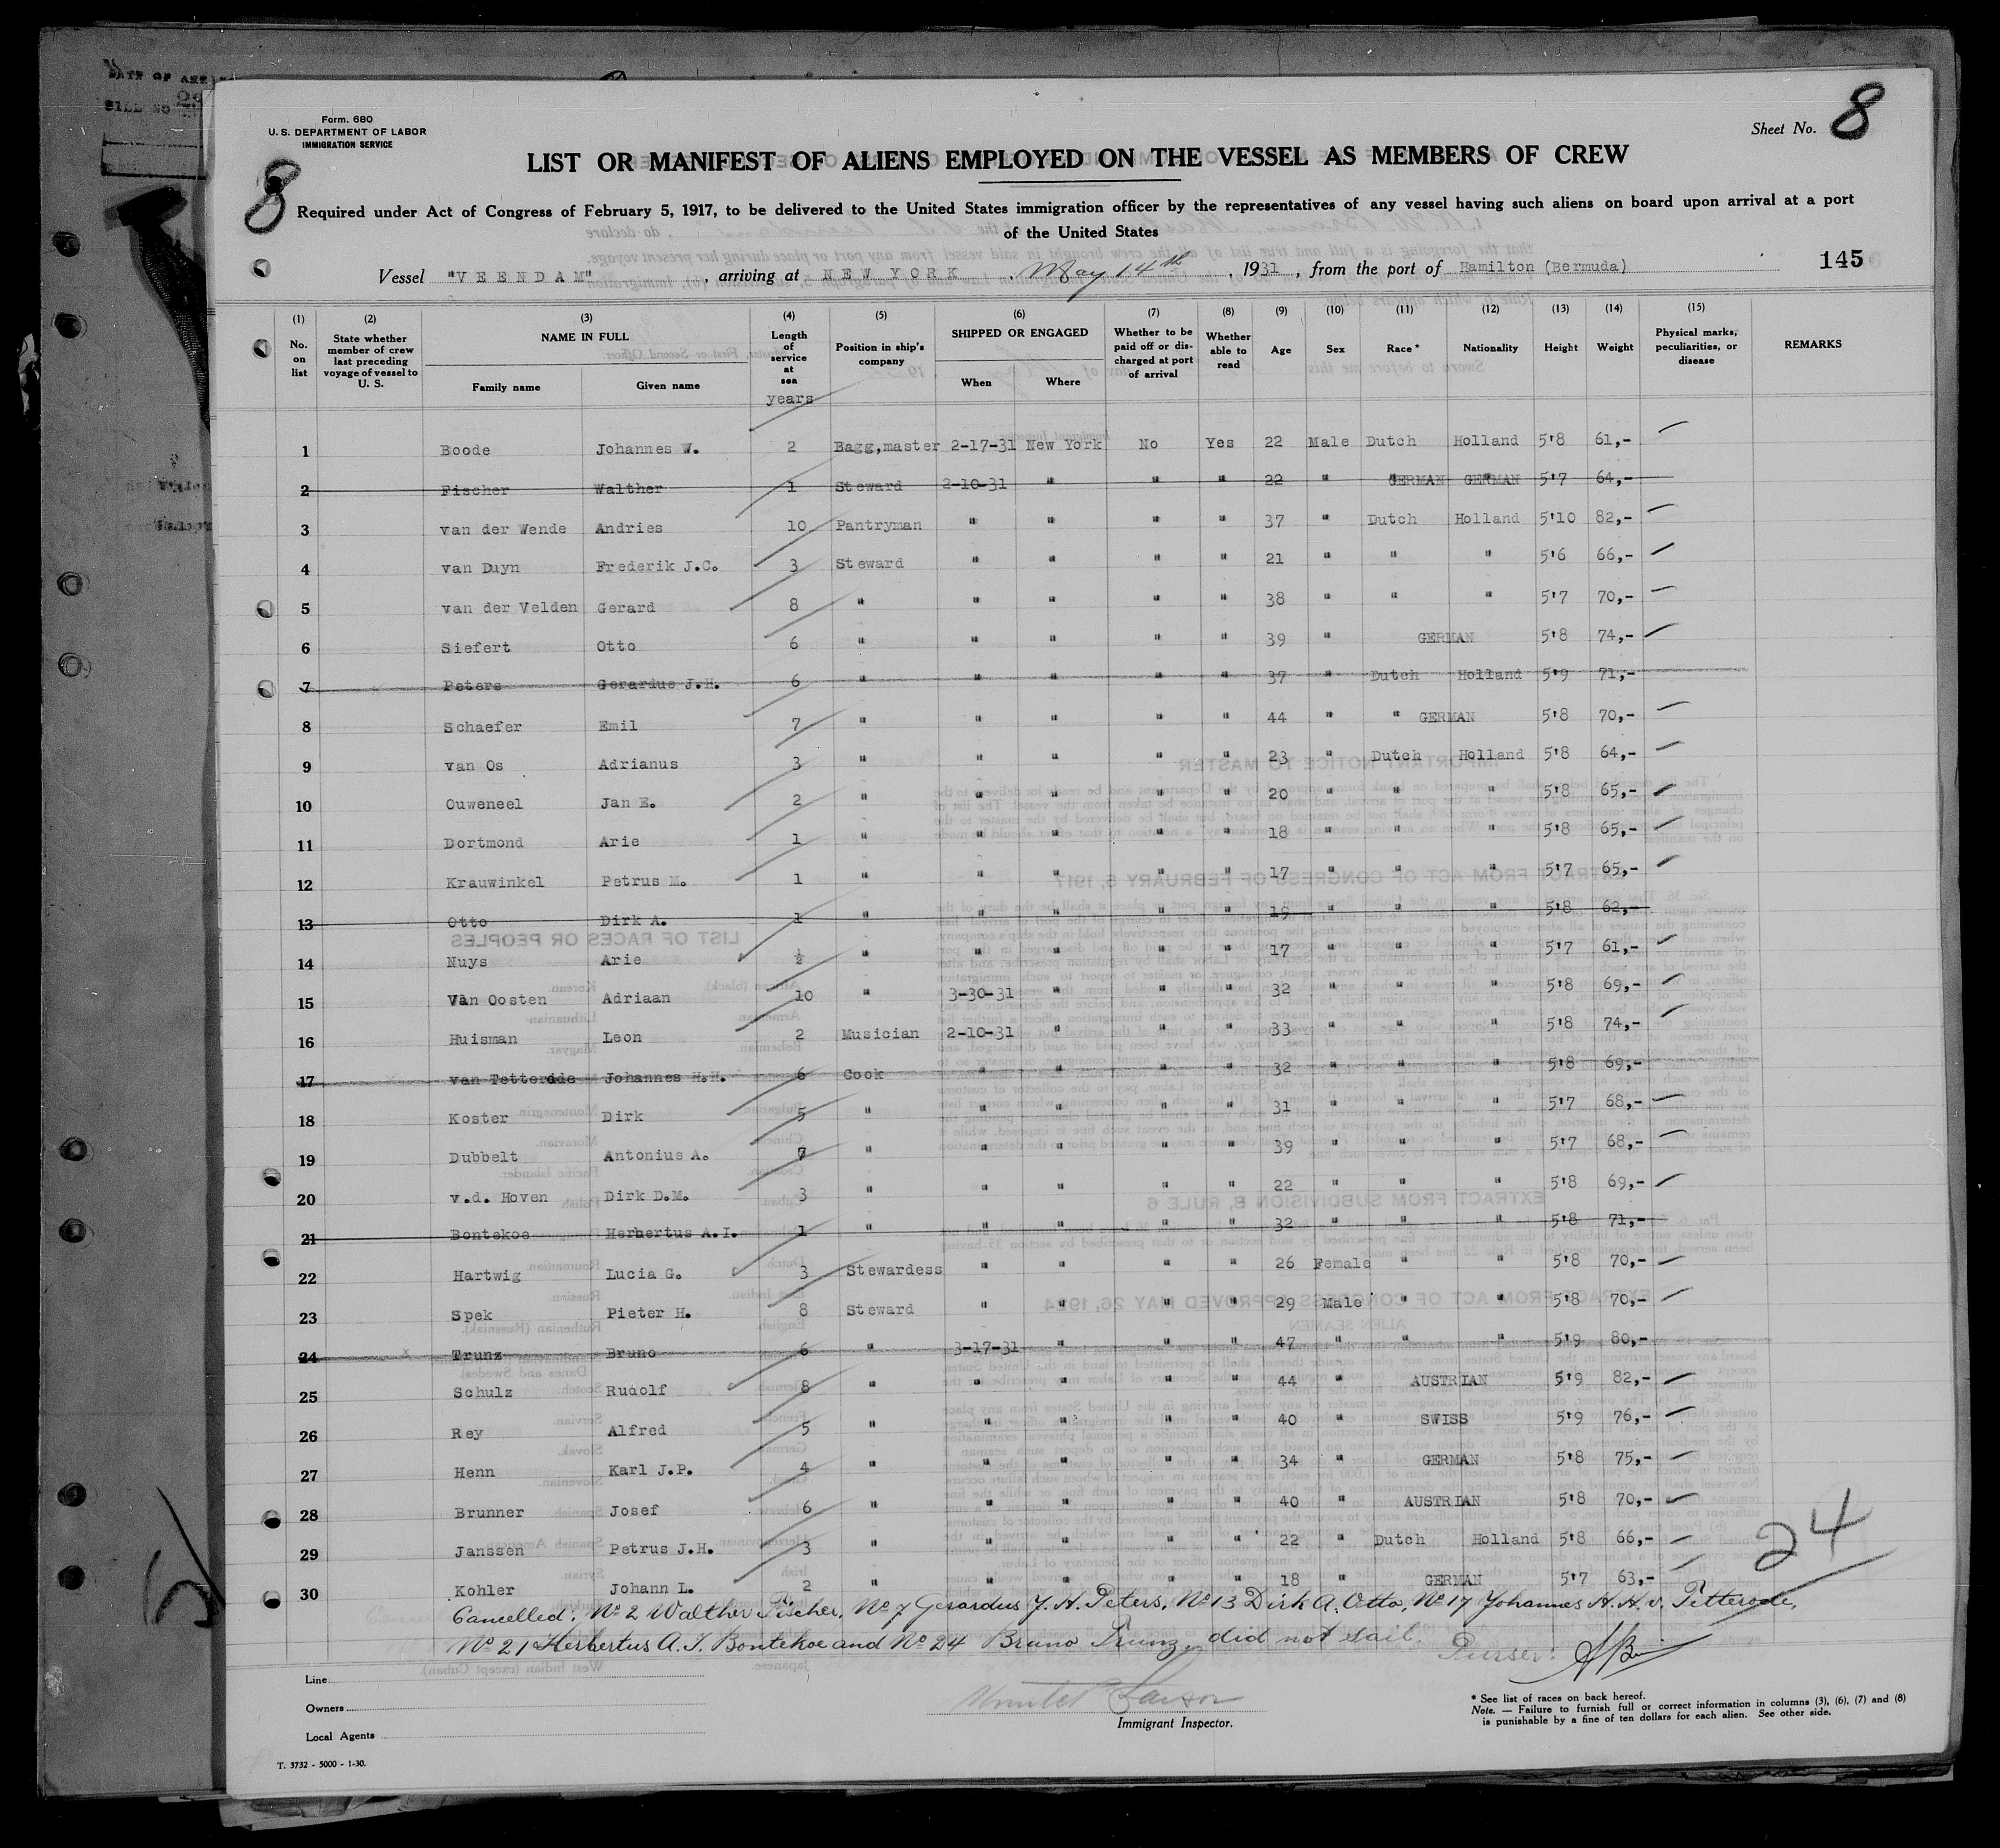 DATE OF
Form. 680
U. S. DEPARTMENT OF LABOR
IMMIGRATION SERVICE
Sheet No. 8
8
LIST OR MANIFEST OF ALIENS EMPLOYED ON THE VESSEL AS MEMBERS OF CREW
Required under Act of Congress of February 5, 1917, to be delivered to the United States immigration officer by the representatives of any vessel having such aliens on board upon arrival at a port
of the United States
145
Vessel "VEENDAM", arriving at NEW YORK, May 14th, 1931, from the port of Hamilton (Bermuda)
(1) (2) (3) (4) (5) (6) (7) (8) (9) (10) (11) (12) (13) (14) (15)
No. on list | State whether member of crew last preceding voyage of vessel to U. S. | NAME IN FULL Family name Given name | Length of service at sea years | Position in ship's company | SHIPPED OR ENGAGED When Where | Whether to be paid off or discharged at port of arrival | Whether able to read | Age | Sex | Race* | Nationality | Height | Weight | Physical marks, peculiarities, or disease | REMARKS
1 Boode Johannes W. 2 Bagg,master 2-17-31 New York No Yes 22 Male Dutch Holland 5'8 61,-
2 Fischer Walther 1 Steward 2-10-31 " " " 22 " GERMAN GERMAN 5'7 64,-
3 van der Wende Andries 10 Pantryman " " " " 37 " Dutch Holland 5'10 82,-
4 van Duyn Frederik J.C. 3 Steward " " " " 21 " " " 5'6 66,-
5 van der Velden Gerard 8 " " " " " 38 " " " 5'7 70,-
6 Siefert Otto 6 " " " " " 39 " GERMAN 5'8 74,-
7 Peters Gerardus J.H. 6 " " " " " 37 " Dutch Holland 5'9 71,-
8 Schaefer Emil 7 " " " " " 44 " " GERMAN 5'8 70,-
9 van Os Adrianus 3 " " " " " 23 " Dutch Holland 5'8 64,-
10 Ouweneel Jan E. 2 " " " " " 20 " " " 5'8 65,-
11 Dortmond Arie 1 " " " " " 18 " " " 5'8 65,-
12 Krauwinkel Petrus M. 1 " " " " " 17 " " " 5'7 65,-
13 Otto Dirk A. 1 " " " " " 19 " " " 5'8 62,-
14 Nuys Arie ½ " " " " " 17 " " " 5'7 61,-
15 Van Oosten Adriaan 10 " 3-30-31 " " " 32 " " " 5'8 69,-
16 Huisman Leon 2 Musician 2-10-31 " " " 33 " " " 5'8 74,-
17 van Tetterode Johannes H.H. 6 Cook " " " " 32 " " " 5'8 69,-
18 Koster Dirk 5 " " " " " 31 " " " 5'7 68,-
19 Dubbelt Antonius A. 7 " " " " " 39 " " " 5'7 68,-
20 v.d. Hoven Dirk D.M. 3 " " " " " 22 " " " 5'8 69,-
21 Bontekoe Herbertus A.I. 1 " " " " " 32 " " " 5'8 71,-
22 Hartwig Lucia G. 3 Stewardess " " " " 26 Female " " 5'8 70,-
23 Spek Pieter H. 8 Steward " " " " 29 Male " " 5'8 70,-
24 Trunz Bruno 6 " 3-17-31 " " " 47 " " " 5'9 80,-
25 Schulz Rudolf 8 " " " " " 44 " AUSTRIAN 5'9 82,-
26 Rey Alfred 5 " " " " " 40 " SWISS 5'9 76,-
27 Henn Karl J.P. 4 " " " " " 34 " GERMAN 5'8 75,-
28 Brunner Josef 6 " " " " " 40 " AUSTRIAN 5'8 70,-
29 Janssen Petrus J.H. 3 " " " " " 22 " Dutch Holland 5'8 66,-
30 Kohler Johann L. 2 " " " " " 18 " GERMAN 5'7 63,-
24
Cancelled: No 2 Walther Fischer, No 7 Gerardus J. H. Peters, No 13 Dirk A. Otto, No 17 Johannes H. H. v. Tetterode,
No 21 Herbertus A. I. Bontekoe and No 24 Bruno Trunz, did not sail.
Purser:
Line
Owners
Local Agents
Immigrant Inspector.
* See list of races on back hereof.
Note. — Failure to furnish full or correct information in columns (3), (6), (7) and (8)
is punishable by a fine of ten dollars for each alien. See other side.
T. 3732 - 5000 - 1-30.